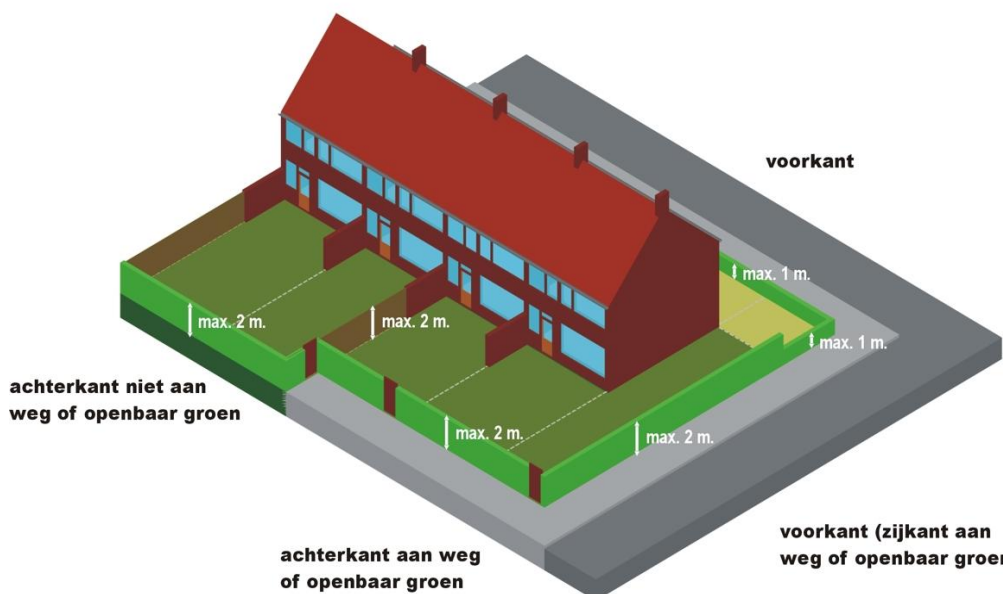 voorkant
max. 1 m.
max. 1 m.
max. 2 m.
max. 2 m.
max. 2 m.
max. 2 m.
achterkant niet aan
weg of openbaar groen
achterkant aan weg
of openbaar groen
voorkant (zijkant aan
weg of openbaar groen